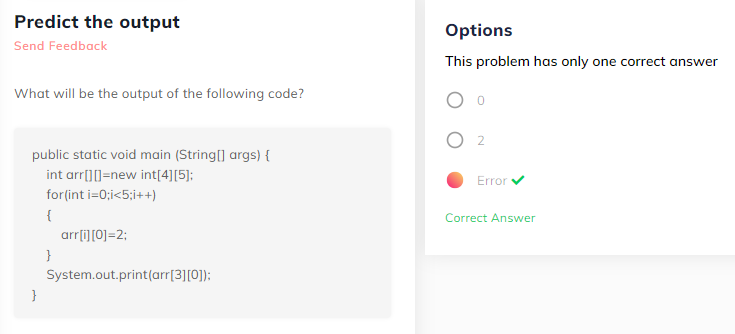 Predict the output
Send Feedback
What will be the output of the following code?
public static void main (String[] args) {
int arr[][]=new int[4][5];
for(int i=0;i<5;i++)
{
arr[i][0]=2;
}
System.out.print(arr[3][0]);
}
Options
This problem has only one correct answer
0
2
Error
Correct Answer